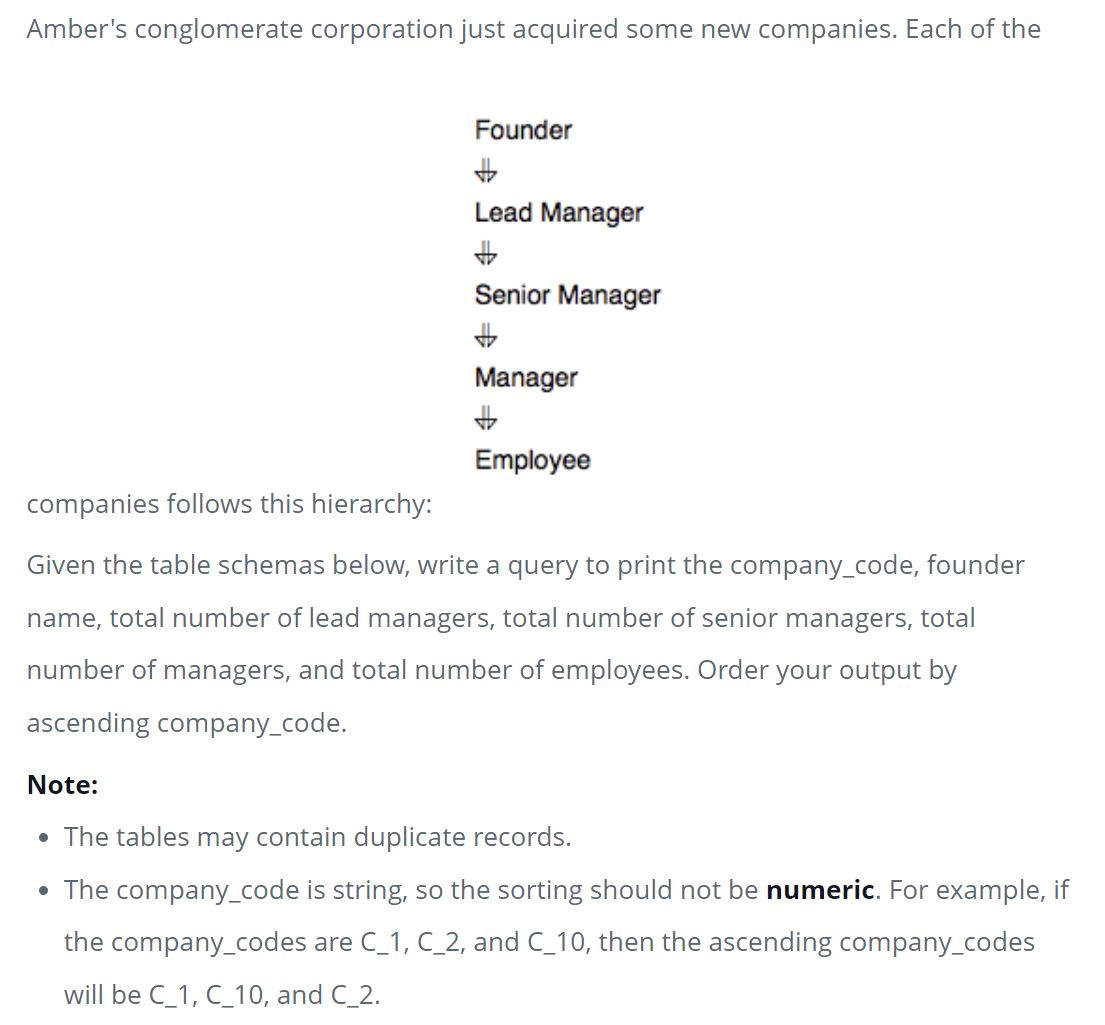 Amber's conglomerate corporation just acquired some new companies. Each of the
Founder
⇓
Lead Manager
⇓
Senior Manager
⇓
Manager
⇓
Employee
companies follows this hierarchy:
Given the table schemas below, write a query to print the company_code, founder
name, total number of lead managers, total number of senior managers, total
number of managers, and total number of employees. Order your output by
ascending company_code.
Note:
• The tables may contain duplicate records.
• The company_code is string, so the sorting should not be numeric. For example, if
the company_codes are C_1, C_2, and C_10, then the ascending company_codes
will be C_1, C_10, and C_2.